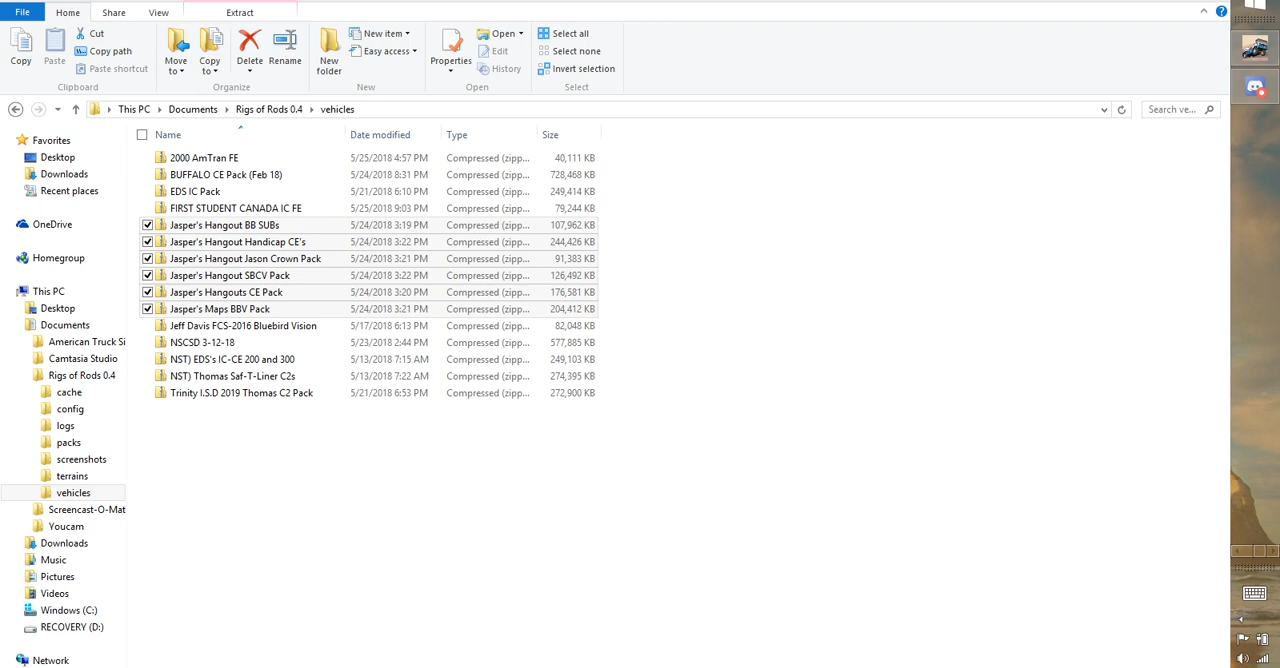 File Home Share View Extract
Cut
Copy path
Paste shortcut
Copy
Paste
Clipboard
Move to
Copy to
Delete
Rename
Organize
New folder
New item
Easy access
New
Properties
Open
Edit
History
Open
Select all
Select none
Invert selection
Select
This PC Documents Rigs of Rods 0.4 vehicles
Search ve...
Favorites
Desktop
Downloads
Recent places
OneDrive
Homegroup
This PC
Desktop
Documents
American Truck Si
Camtasia Studio
Rigs of Rods 0.4
cache
config
logs
packs
screenshots
terrains
vehicles
Screencast-O-Mat
Youcam
Downloads
Music
Pictures
Videos
Windows (C:)
RECOVERY (D:)
Network
Name Date modified Type Size
2000 AmTran FE 5/25/2018 4:57 PM Compressed (zipp... 40,111 KB
BUFFALO CE Pack (Feb 18) 5/24/2018 8:31 PM Compressed (zipp... 728,468 KB
EDS IC Pack 5/21/2018 6:10 PM Compressed (zipp... 249,414 KB
FIRST STUDENT CANADA IC FE 5/25/2018 9:03 PM Compressed (zipp... 79,244 KB
Jasper's Hangout BB SUBs 5/24/2018 3:19 PM Compressed (zipp... 107,962 KB
Jasper's Hangout Handicap CE's 5/24/2018 3:22 PM Compressed (zipp... 244,426 KB
Jasper's Hangout Jason Crown Pack 5/24/2018 3:21 PM Compressed (zipp... 91,383 KB
Jasper's Hangout SBCV Pack 5/24/2018 3:22 PM Compressed (zipp... 126,492 KB
Jasper's Hangouts CE Pack 5/24/2018 3:20 PM Compressed (zipp... 176,581 KB
Jasper's Maps BBV Pack 5/24/2018 3:21 PM Compressed (zipp... 204,412 KB
Jeff Davis FCS-2016 Bluebird Vision 5/17/2018 6:13 PM Compressed (zipp... 82,048 KB
NSCSD 3-12-18 5/23/2018 2:44 PM Compressed (zipp... 577,885 KB
NST) EDS's IC-CE 200 and 300 5/13/2018 7:15 AM Compressed (zipp... 249,103 KB
NST) Thomas Saf-T-Liner C2s 5/13/2018 7:22 AM Compressed (zipp... 274,395 KB
Trinity I.S.D 2019 Thomas C2 Pack 5/21/2018 6:53 PM Compressed (zipp... 272,900 KB